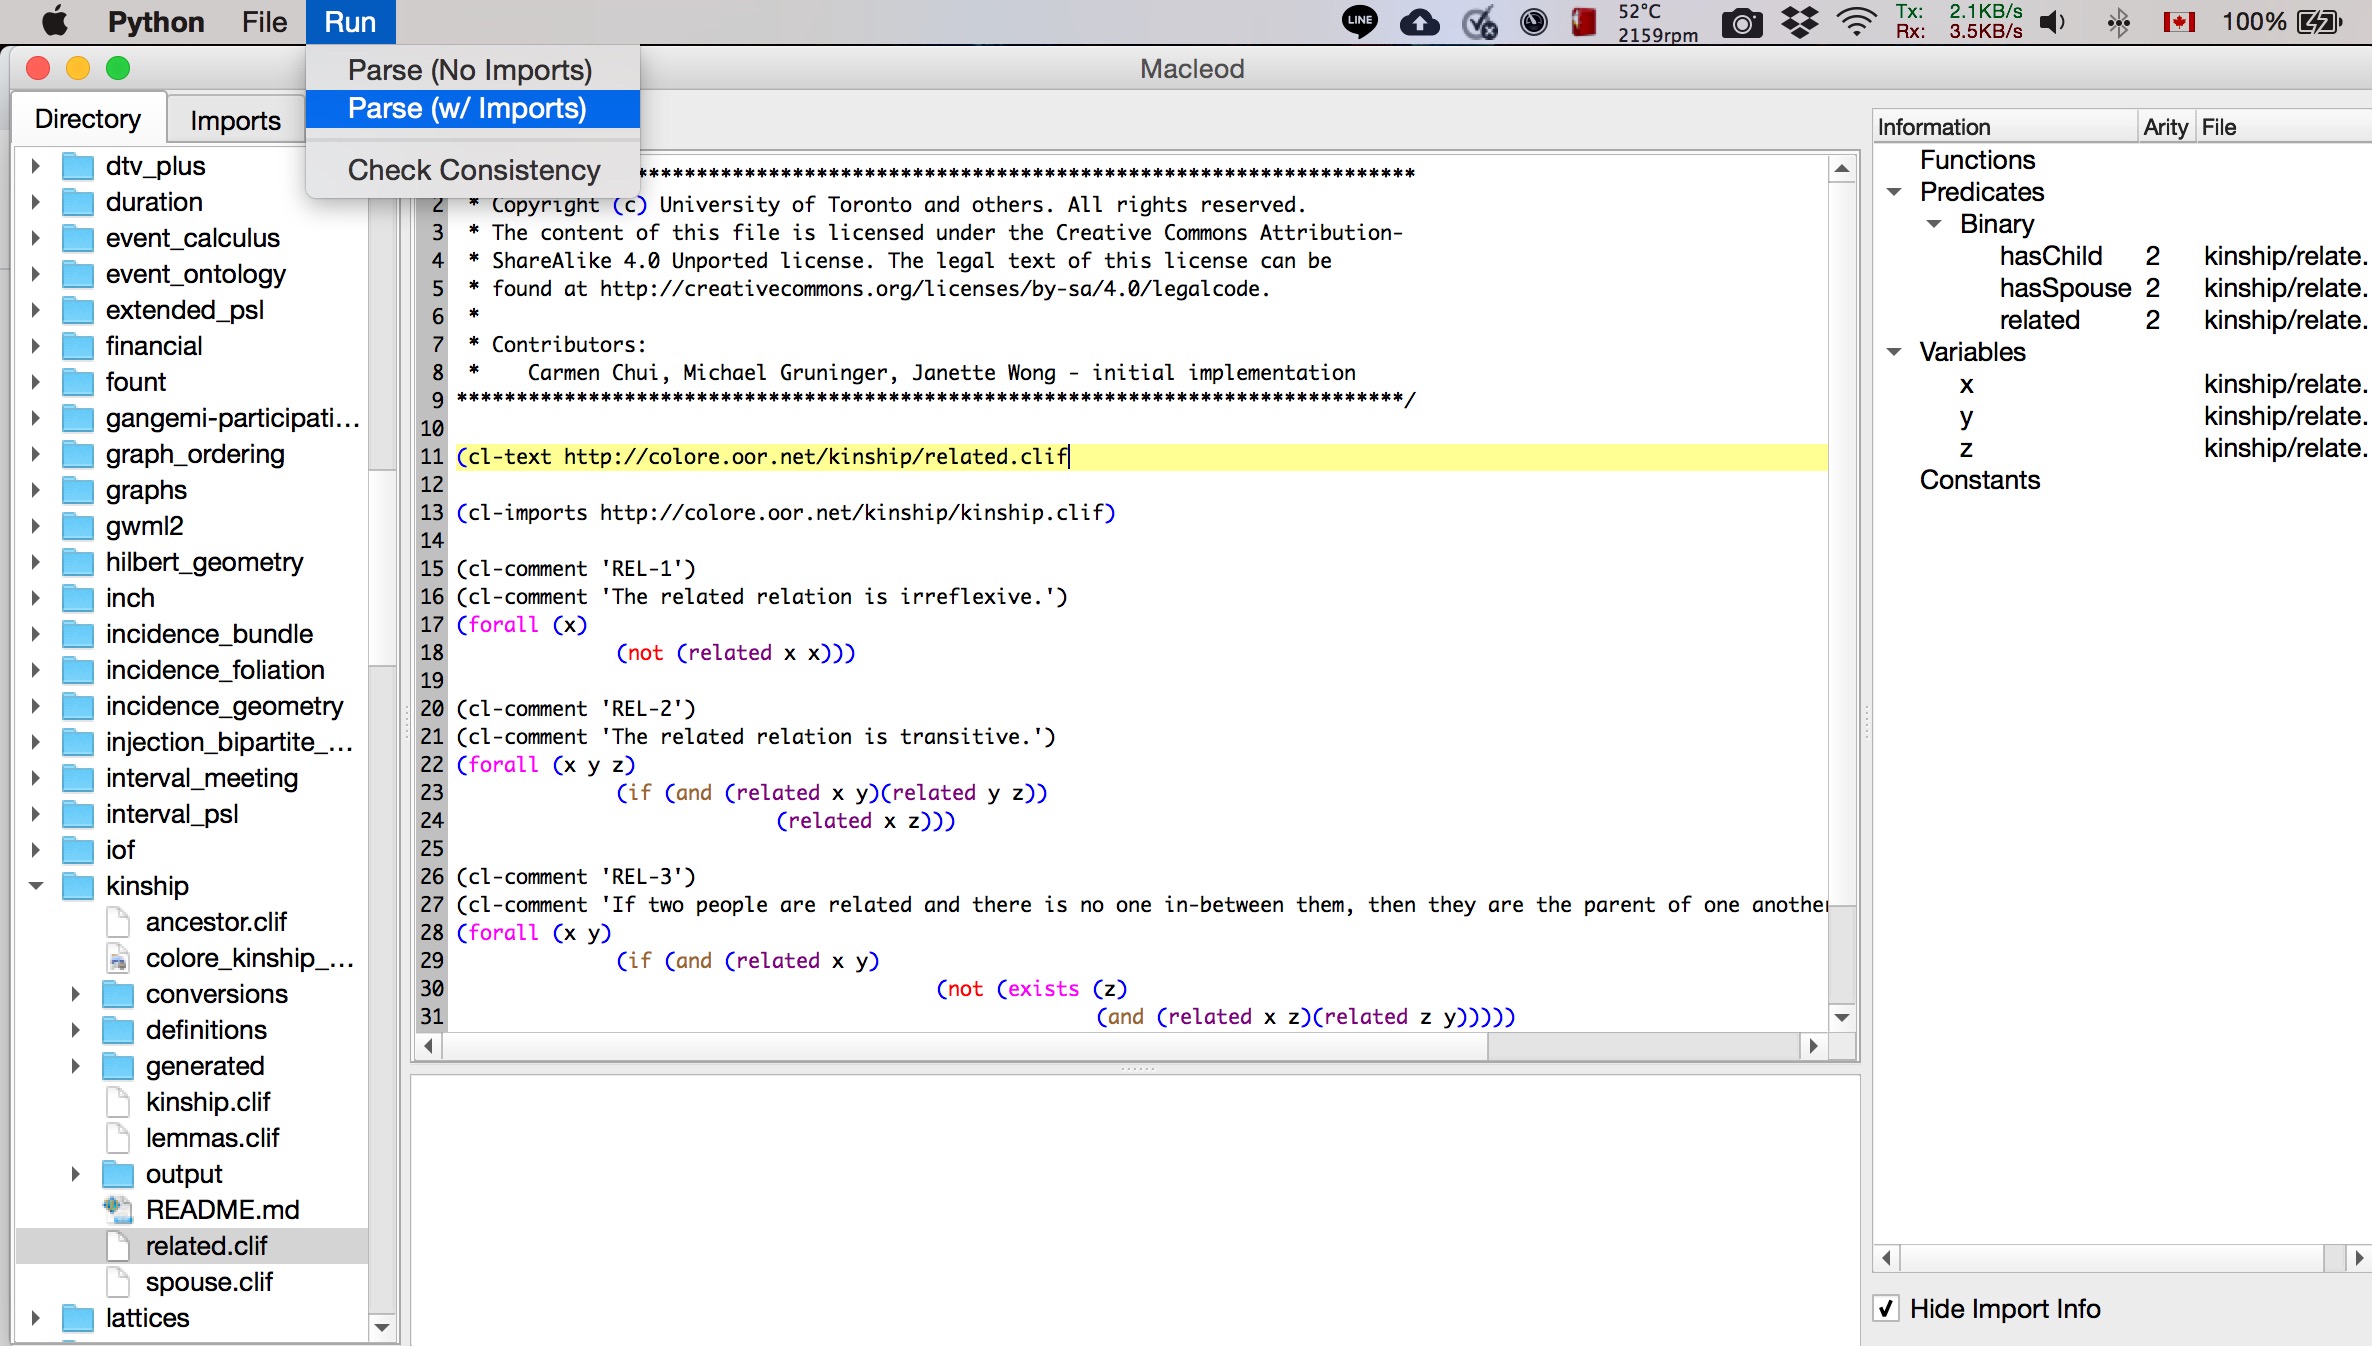 Python File Run
LINE
52°C
2159rpm
Tx: 2.1KB/s
Rx: 3.5KB/s
100%
Parse (No Imports)
Parse (w/ Imports)
Check Consistency
Macleod
Directory
Imports
dtv_plus
duration
event_calculus
event_ontology
extended_psl
financial
fount
gangemi-participati...
graph_ordering
graphs
gwml2
hilbert_geometry
inch
incidence_bundle
incidence_foliation
incidence_geometry
injection_bipartite_...
interval_meeting
interval_psl
iof
kinship
ancestor.clif
colore_kinship_...
conversions
definitions
generated
kinship.clif
lemmas.clif
output
README.md
related.clif
spouse.clif
lattices
******************************************************************
2 * Copyright (c) University of Toronto and others. All rights reserved.
3 * The content of this file is licensed under the Creative Commons Attribution-
4 * ShareAlike 4.0 Unported license. The legal text of this license can be
5 * found at http://creativecommons.org/licenses/by-sa/4.0/legalcode.
6 *
7 * Contributors:
8 *    Carmen Chui, Michael Gruninger, Janette Wong - initial implementation
9 *******************************************************************************/
10
11 (cl-text http://colore.oor.net/kinship/related.clif
12
13 (cl-imports http://colore.oor.net/kinship/kinship.clif)
14
15 (cl-comment 'REL-1')
16 (cl-comment 'The related relation is irreflexive.')
17 (forall (x)
18 (not (related x x)))
19
20 (cl-comment 'REL-2')
21 (cl-comment 'The related relation is transitive.')
22 (forall (x y z)
23 (if (and (related x y)(related y z))
24 (related x z)))
25
26 (cl-comment 'REL-3')
27 (cl-comment 'If two people are related and there is no one in-between them, then they are the parent of one another
28 (forall (x y)
29 (if (and (related x y)
30 (not (exists (z)
31 (and (related x z)(related z y)))))
Information Arity File
Functions
Predicates
Binary
hasChild 2 kinship/relate.
hasSpouse 2 kinship/relate.
related 2 kinship/relate.
Variables
x kinship/relate.
y kinship/relate.
z kinship/relate.
Constants
Hide Import Info